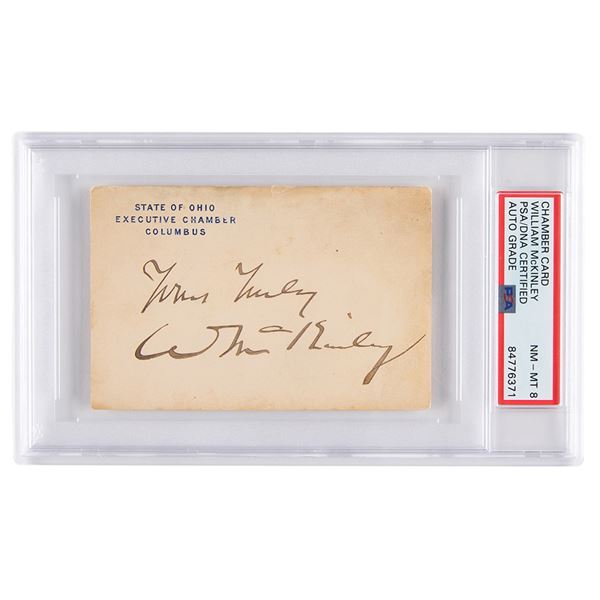 STATE OF OHIO
EXECUTIVE CHAMBER
COLUMBUS
Yours Truly
Wm McKinley
CHAMBER CARD
WILLIAM McKINLEY
PSA/DNA CERTIFIED
AUTO GRADE
PSA
NM - MT 8
84776371